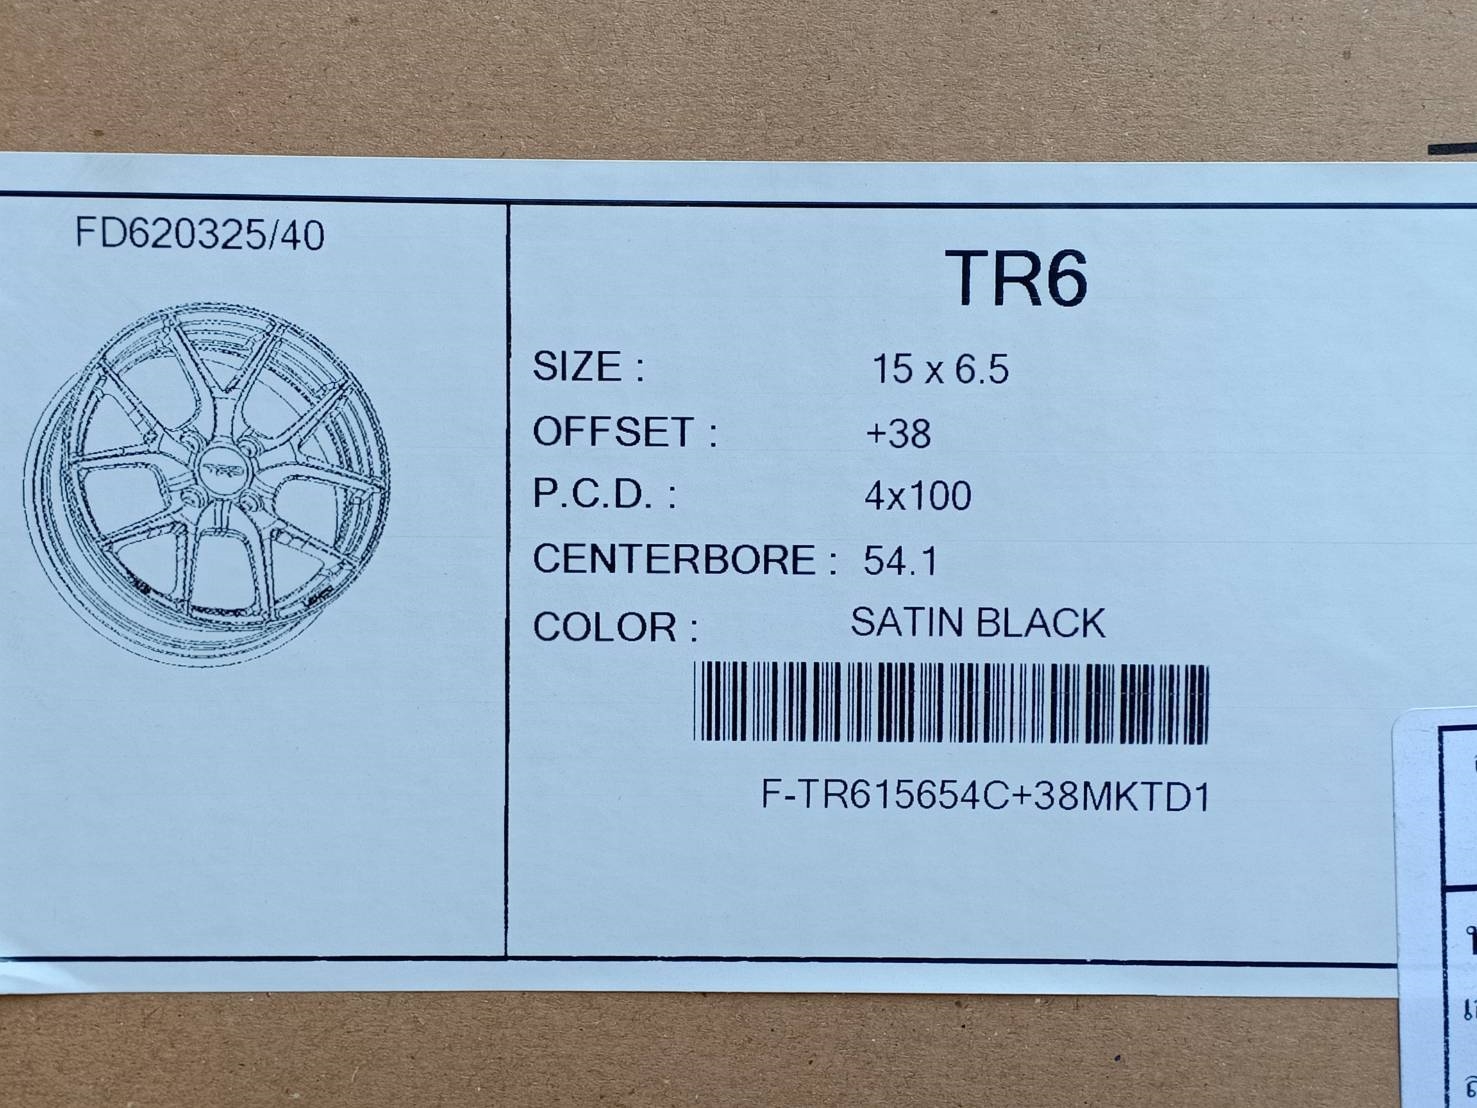 FD620325/40
TR6
SIZE : 15 x 6.5
OFFSET : +38
P.C.D. : 4x100
CENTERBORE : 54.1
COLOR : SATIN BLACK
F-TR615654C+38MKTD1